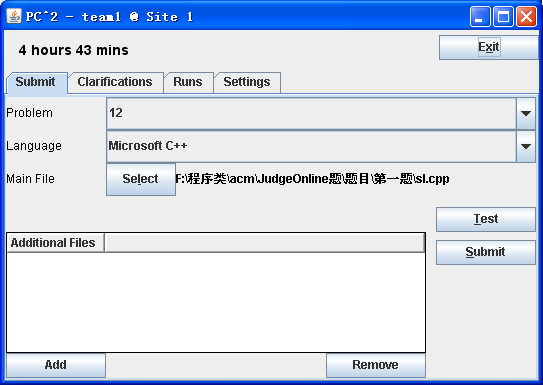 PC^2 - team1 @ Site 1
4 hours 43 mins
Exit
Submit Clarifications Runs Settings
Problem 12
Language Microsoft C++
Main File Select F:\程序类\acm\JudgeOnline题\题目\第一题\sl.cpp
Test
Additional Files
Submit
Add Remove